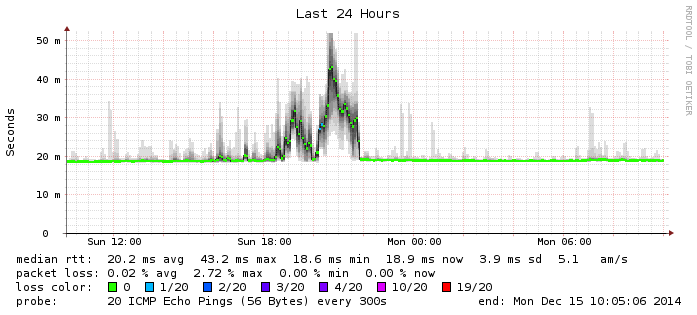 Last 24 Hours
RRDTOOL / TOBI OETIKER
Seconds
50 m
40 m
30 m
20 m
10 m
0
Sun 12:00 Sun 18:00 Mon 00:00 Mon 06:00
median rtt: 20.2 ms avg 43.2 ms max 18.6 ms min 18.9 ms now 3.9 ms sd 5.1 am/s
packet loss: 0.02 % avg 2.72 % max 0.00 % min 0.00 % now
loss color: 0 1/20 2/20 3/20 4/20 10/20 19/20
probe: 20 ICMP Echo Pings (56 Bytes) every 300s end: Mon Dec 15 10:05:06 2014